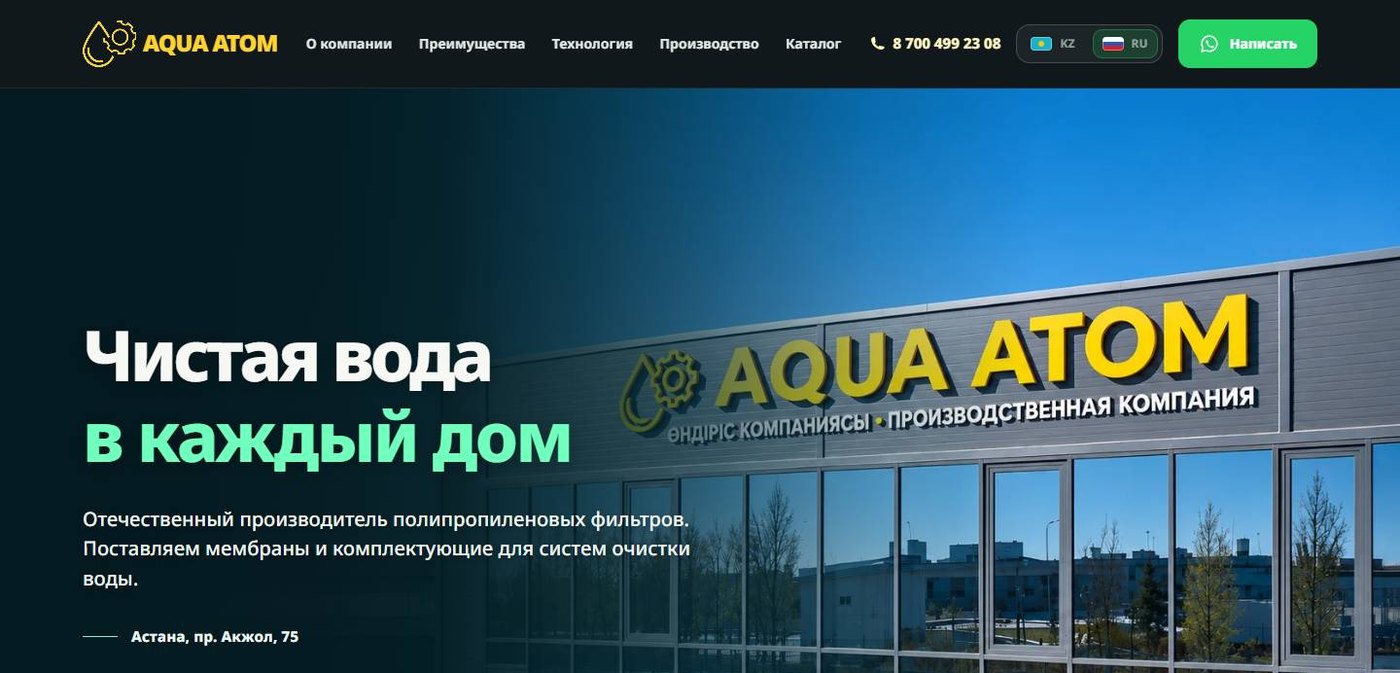 AQUA ATOM
О компании
Преимущества
Технология
Производство
Каталог
8 700 499 23 08
KZ
RU
Написать
AQUA ATOM
ӨНДІРІС КОМПАНИЯСЫ • ПРОИЗВОДСТВЕННАЯ КОМПАНИЯ
Чистая вода
в каждый дом
Отечественный производитель полипропиленовых фильтров.
Поставляем мембраны и комплектующие для систем очистки
воды.
Астана, пр. Акжол, 75